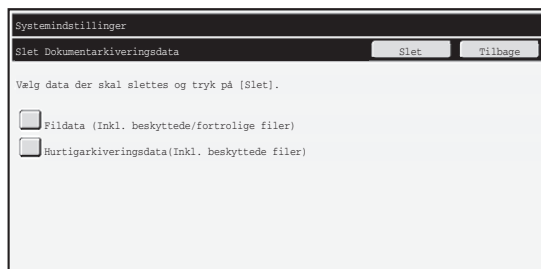 Systemindstillinger
Slet Dokumentarkiveringsdata Slet Tilbage
Vælg data der skal slettes og tryk på [Slet].
Fildata (Inkl. beskyttede/fortrolige filer)
Hurtigarkiveringsdata(Inkl. beskyttede filer)